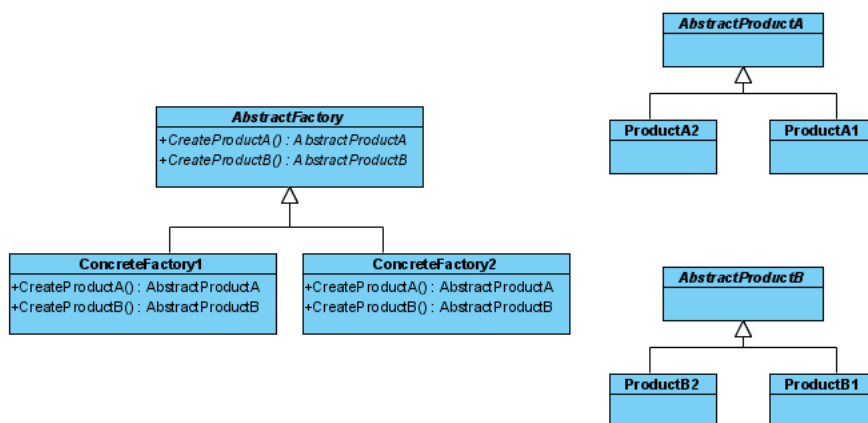 AbstractFactory
+CreateProductA() : AbstractProductA
+CreateProductB() : AbstractProductB
ConcreteFactory1
+CreateProductA() : AbstractProductA
+CreateProductB() : AbstractProductB
ConcreteFactory2
+CreateProductA() : AbstractProductA
+CreateProductB() : AbstractProductB
AbstractProductA
ProductA2
ProductA1
AbstractProductB
ProductB2
ProductB1